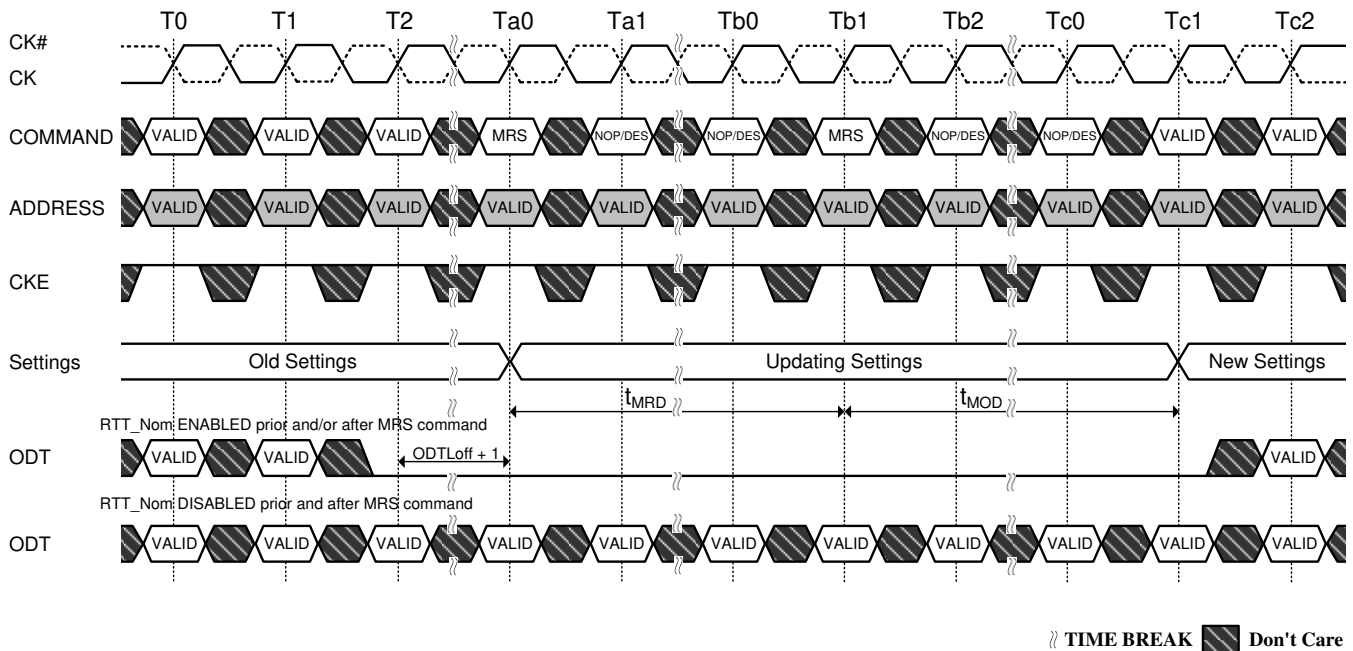 T0 T1 T2 Ta0 Ta1 Tb0 Tb1 Tb2 Tc0 Tc1 Tc2
CK#
CK
COMMAND VALID VALID VALID MRS NOP/DES NOP/DES MRS NOP/DES NOP/DES VALID VALID
ADDRESS VALID VALID VALID VALID VALID VALID VALID VALID VALID VALID VALID
CKE
Settings Old Settings Updating Settings New Settings
tMRD tMOD
RTT_Nom ENABLED prior and/or after MRS command
ODT VALID VALID ODTLoff + 1 VALID
RTT_Nom DISABLED prior and after MRS command
ODT VALID VALID VALID VALID VALID VALID VALID VALID VALID VALID VALID
TIME BREAK Don't Care